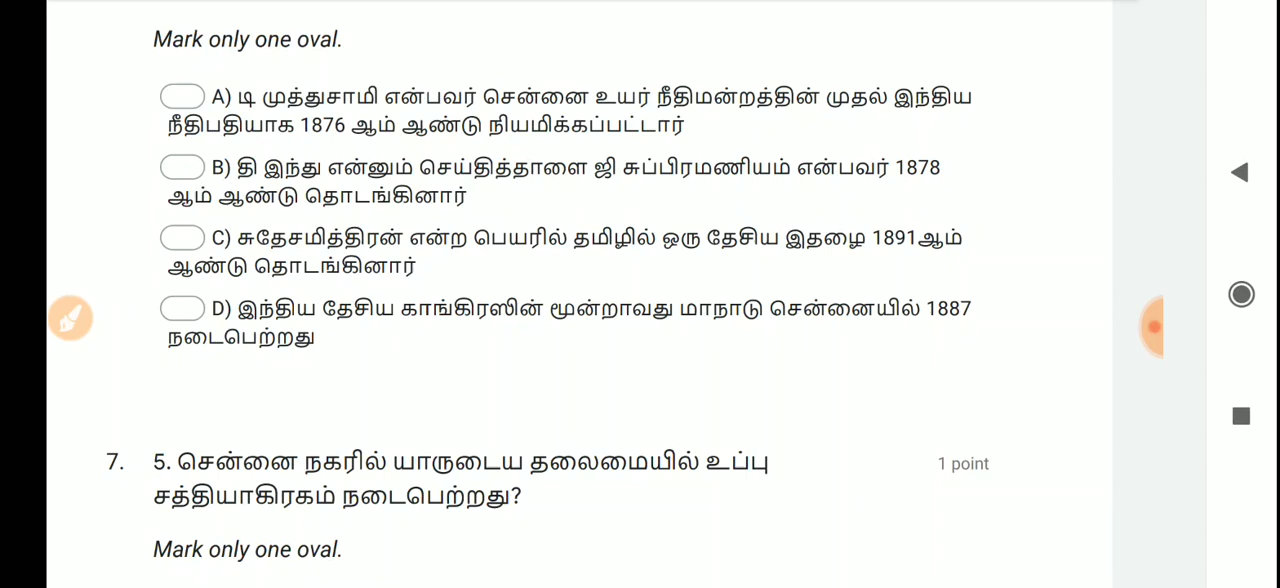 Mark only one oval.
A) டி முத்துசாமி என்பவர் சென்னை உயர் நீதிமன்றத்தின் முதல் இந்திய
நீதிபதியாக 1876 ஆம் ஆண்டு நியமிக்கப்பட்டார்
B) தி இந்து என்னும் செய்தித்தாளை ஜி சுப்பிரமணியம் என்பவர் 1878
ஆம் ஆண்டு தொடங்கினார்
C) சுதேசமித்திரன் என்ற பெயரில் தமிழில் ஒரு தேசிய இதழை 1891ஆம்
ஆண்டு தொடங்கினார்
D) இந்திய தேசிய காங்கிரஸின் மூன்றாவது மாநாடு சென்னையில் 1887
நடைபெற்றது
7. 5. சென்னை நகரில் யாருடைய தலைமையில் உப்பு 1 point
சத்தியாகிரகம் நடைபெற்றது?
Mark only one oval.